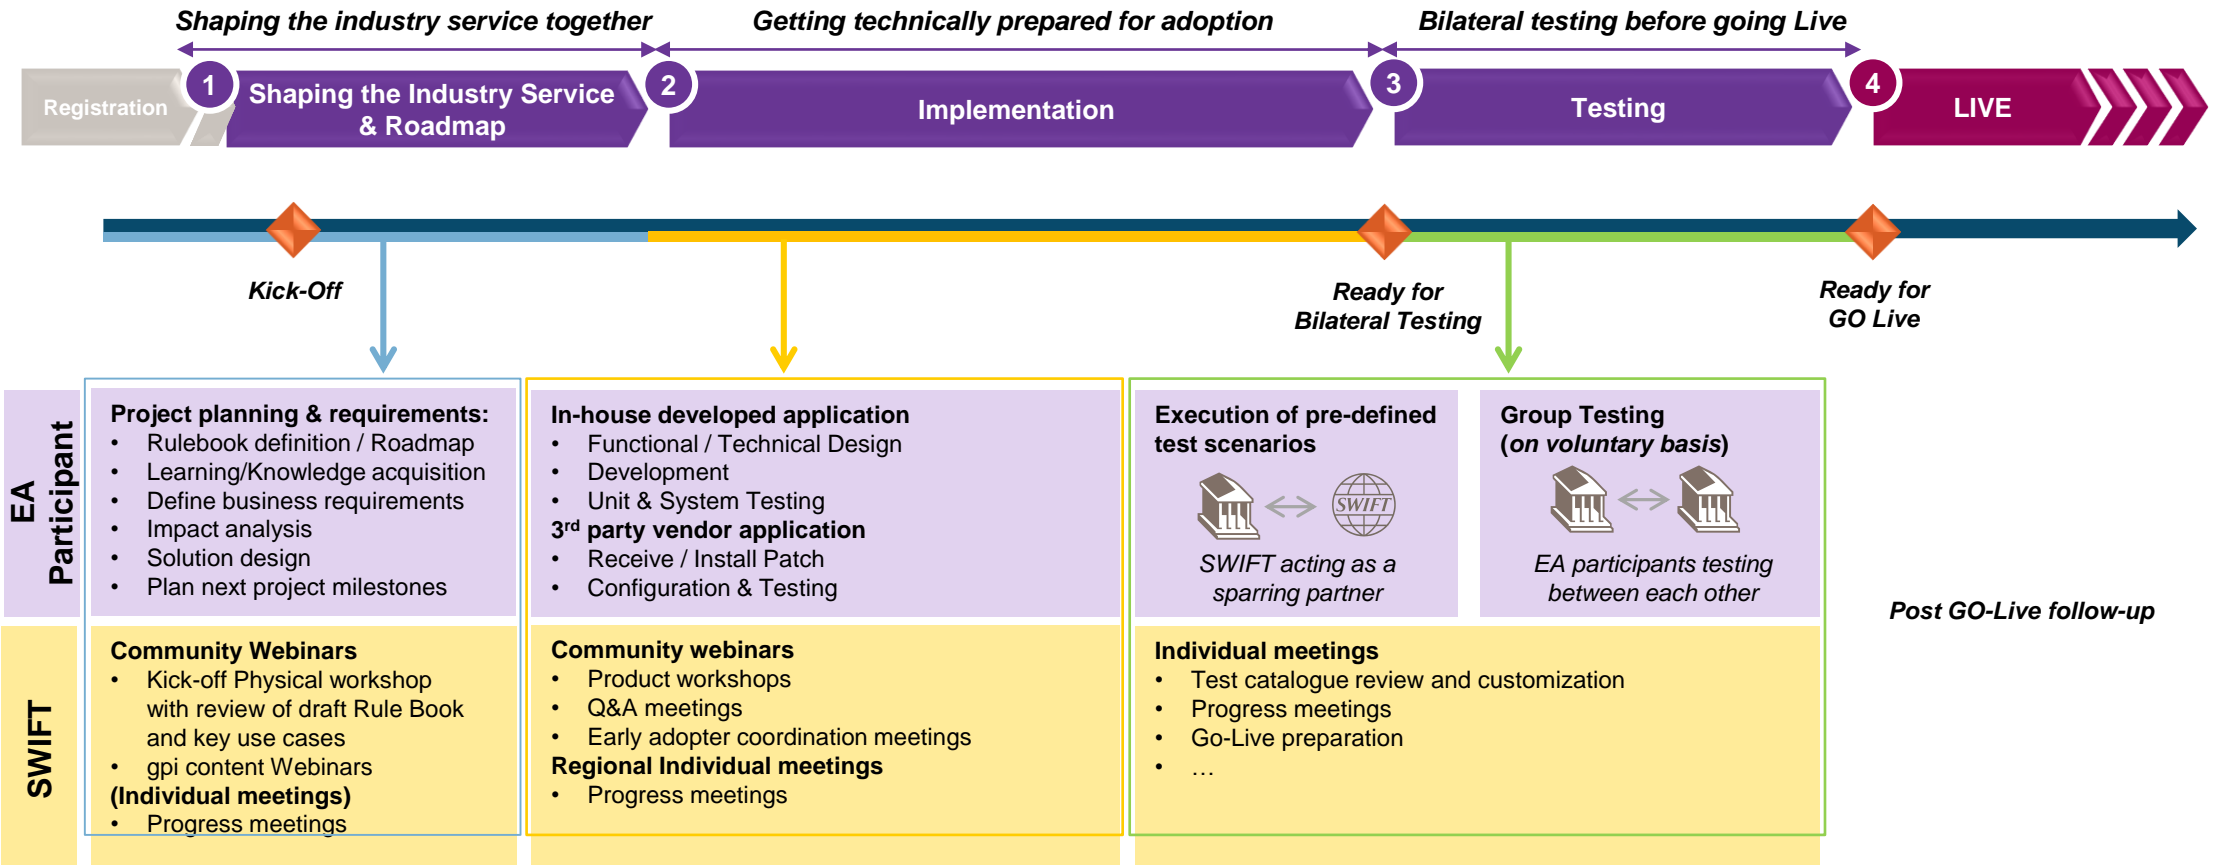 Shaping the industry service together
Getting technically prepared for adoption
Bilateral testing before going Live
Registration
1
Shaping the Industry Service
& Roadmap
2
Implementation
3
Testing
4
LIVE
Kick-Off
Ready for
Bilateral Testing
Ready for
GO Live
EA
Participant
Project planning & requirements:
• Rulebook definition / Roadmap
• Learning/Knowledge acquisition
• Define business requirements
• Impact analysis
• Solution design
• Plan next project milestones
In-house developed application
• Functional / Technical Design
• Development
• Unit & System Testing
3rd party vendor application
• Receive / Install Patch
• Configuration & Testing
Execution of pre-defined
test scenarios
SWIFT
SWIFT acting as a
sparring partner
Group Testing
(on voluntary basis)
EA participants testing
between each other
Post GO-Live follow-up
SWIFT
Community Webinars
• Kick-off Physical workshop
with review of draft Rule Book
and key use cases
• gpi content Webinars
(Individual meetings)
• Progress meetings
Community webinars
• Product workshops
• Q&A meetings
• Early adopter coordination meetings
Regional Individual meetings
• Progress meetings
Individual meetings
• Test catalogue review and customization
• Progress meetings
• Go-Live preparation
• …